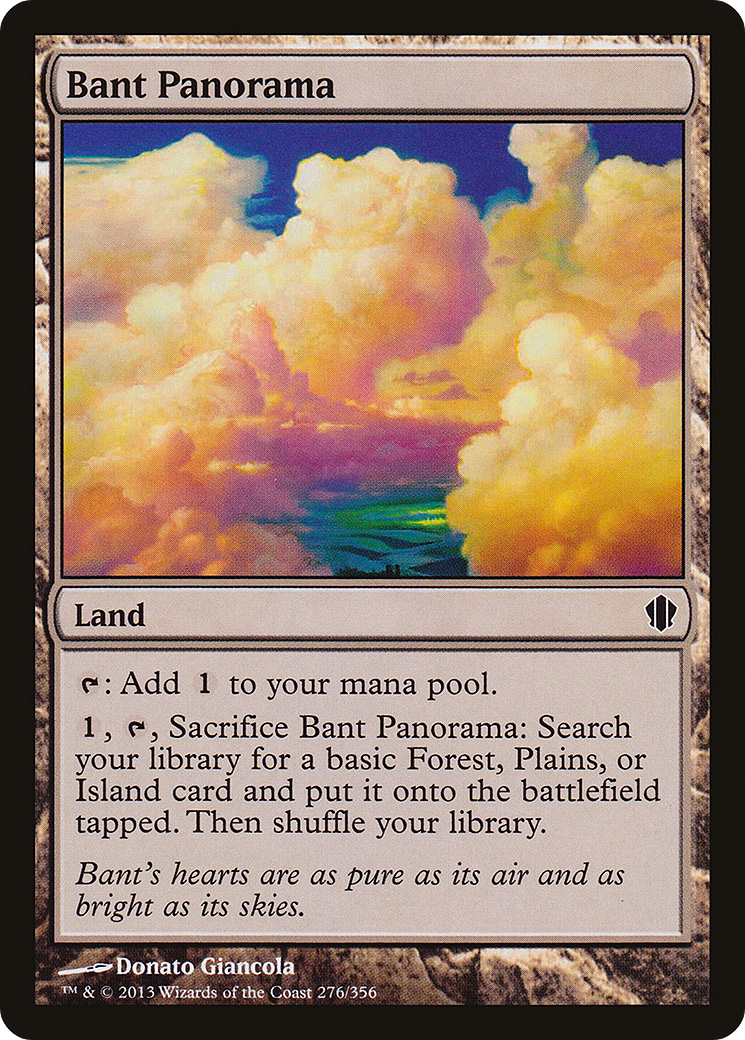 Bant Panorama
Land
: Add 1 to your mana pool.
1, , Sacrifice Bant Panorama: Search
your library for a basic Forest, Plains, or
Island card and put it onto the battlefield
tapped. Then shuffle your library.
Bant's hearts are as pure as its air and as
bright as its skies.
Donato Giancola
™ & © 2013 Wizards of the Coast 276/356